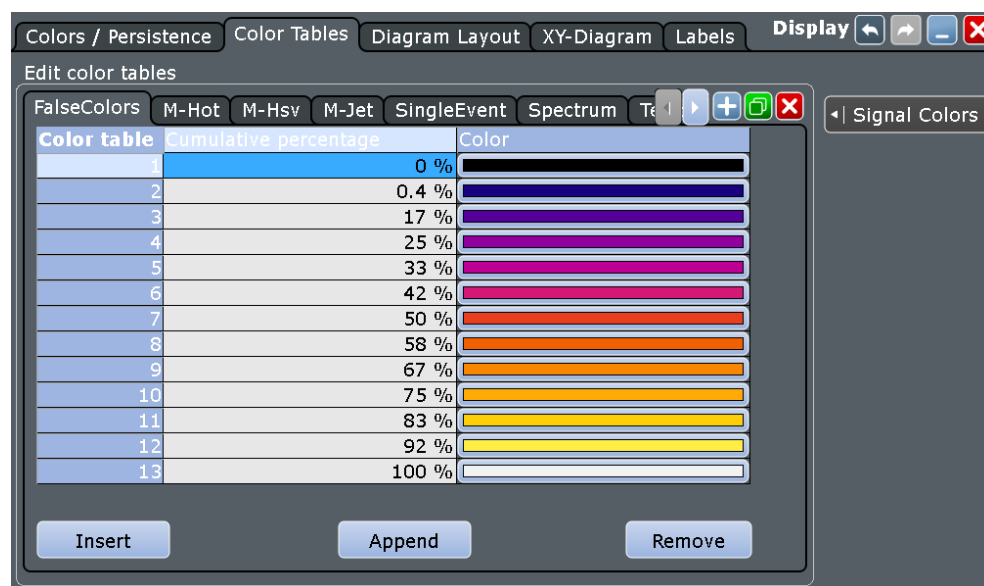 Colors / Persistence Color Tables Diagram Layout XY-Diagram Labels Display
Edit color tables
FalseColors M-Hot M-Hsv M-Jet SingleEvent Spectrum
Signal Colors
Color table Cumulative percentage Color
1 0 %
2 0.4 %
3 17 %
4 25 %
5 33 %
6 42 %
7 50 %
8 58 %
9 67 %
10 75 %
11 83 %
12 92 %
13 100 %
Insert Append Remove